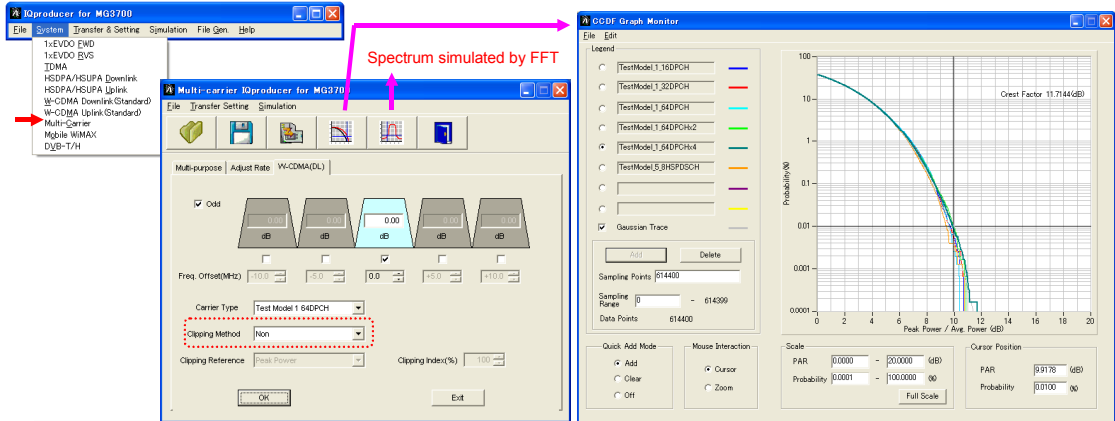 IQproducer for MG3700
File System Transfer & Setting Simulation File Gen. Help
1xEVDO FWD
1xEVDO RVS
TDMA
HSDPA/HSUPA Downlink
HSDPA/HSUPA Uplink
W-CDMA Downlink(Standard)
W-CDMA Uplink(Standard)
Multi-Carrier
Mobile WiMAX
DVB-T/H
Spectrum simulated by FFT
Multi-carrier IQproducer for MG3700
File Transfer Setting Simulation
Multi-purpose Adjust Rate W-CDMA(DL)
Odd
0.00 0.00 0.00 0.00 0.00
dB dB dB dB dB
Freq. Offset(MHz) -10.0 -5.0 0.0 +5.0 +10.0
Carrier Type Test Model 1 64DPCH
Clipping Method Non
Clipping Reference Peak Power Clipping Index(%) 100
OK Exit
CCDF Graph Monitor
File Edit
Legend
TestModel_1_16DPCH
TestModel_1_32DPCH
TestModel_1_64DPCH
TestModel_1_64DPCHx2
TestModel_1_64DPCHx4
TestModel_5_8HSPDSCH
Gaussian Trace
Add Delete
Sampling Points 614400
Sampling Range 0 - 614399
Data Points 614400
Quick Add Mode
Add
Clear
Off
Mouse Interaction
Cursor
Zoom
Crest Factor 11.7144(dB)
Probability(%)
100
10
1
0.1
0.01
0.001
0.0001
0 2 4 6 8 10 12 14 16 18 20
Peak Power / Avg. Power (dB)
Scale
PAR 0.0000 - 20.0000 (dB)
Probability 0.0001 - 100.0000 (%)
Full Scale
Cursor Position
PAR 9.9178 (dB)
Probability 0.0100 (%)